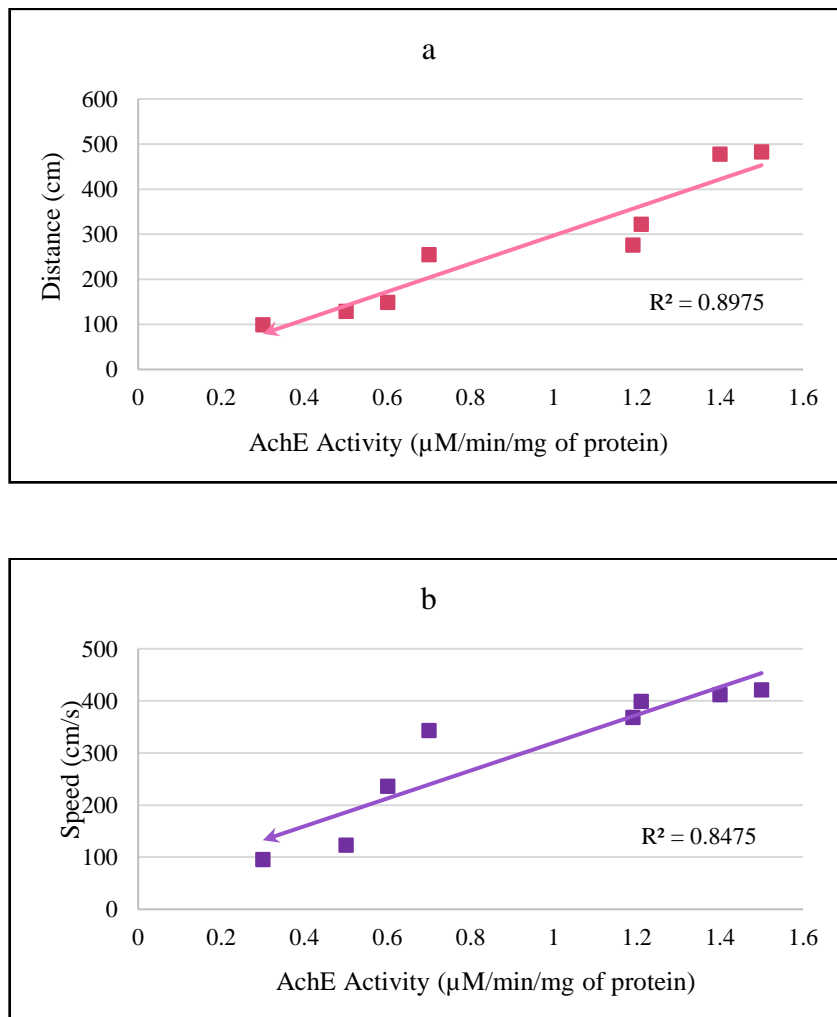 a
600
500
400
300
200
100
0
Distance (cm)
R² = 0.8975
0 0.2 0.4 0.6 0.8 1 1.2 1.4 1.6
AchE Activity (µM/min/mg of protein)
b
500
400
300
200
100
0
Speed (cm/s)
R² = 0.8475
0 0.2 0.4 0.6 0.8 1 1.2 1.4 1.6
AchE Activity (µM/min/mg of protein)